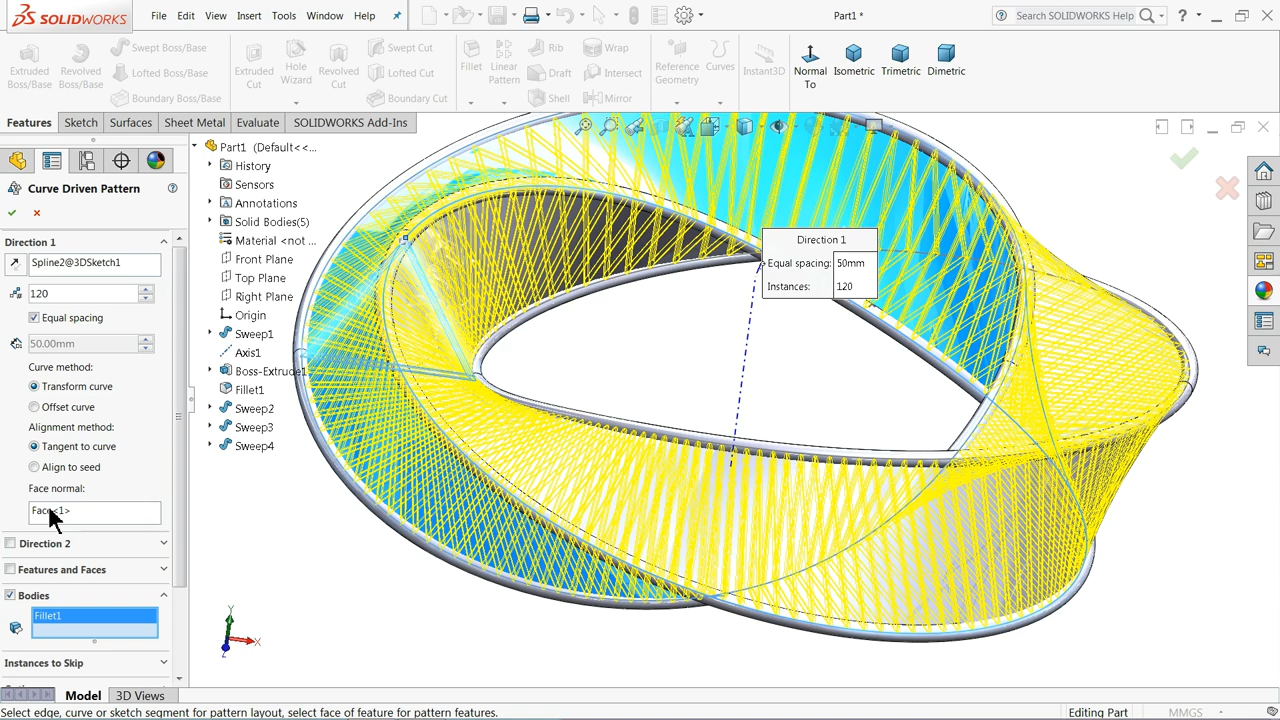 SOLIDWORKS
File Edit View Insert Tools Window Help
Part1 *
Search SOLIDWORKS Help
Extruded Boss/Base
Revolved Boss/Base
Swept Boss/Base
Lofted Boss/Base
Boundary Boss/Base
Extruded Cut
Hole Wizard
Revolved Cut
Swept Cut
Lofted Cut
Boundary Cut
Fillet
Linear Pattern
Rib
Draft
Shell
Wrap
Intersect
Mirror
Reference Geometry
Curves
Instant3D
Normal To
Isometric
Trimetric
Dimetric
Features Sketch Surfaces Sheet Metal Evaluate SOLIDWORKS Add-Ins
Curve Driven Pattern
Direction 1
Spline2@3DSketch1
120
Equal spacing
50.00mm
Curve method:
Transform curve
Offset curve
Alignment method:
Tangent to curve
Align to seed
Face normal:
Face<1>
Direction 2
Features and Faces
Bodies
Fillet1
Instances to Skip
Part1 (Default<<...
History
Sensors
Annotations
Solid Bodies(5)
Material <not ...
Front Plane
Top Plane
Right Plane
Origin
Sweep1
Axis1
Boss-Extrude1
Fillet1
Sweep2
Sweep3
Sweep4
Direction 1
Equal spacing: 50mm
Instances: 120
Y
X
Z
Model 3D Views
Select edge, curve or sketch segment for pattern layout, select face of feature for pattern features.
Editing Part
MMGS